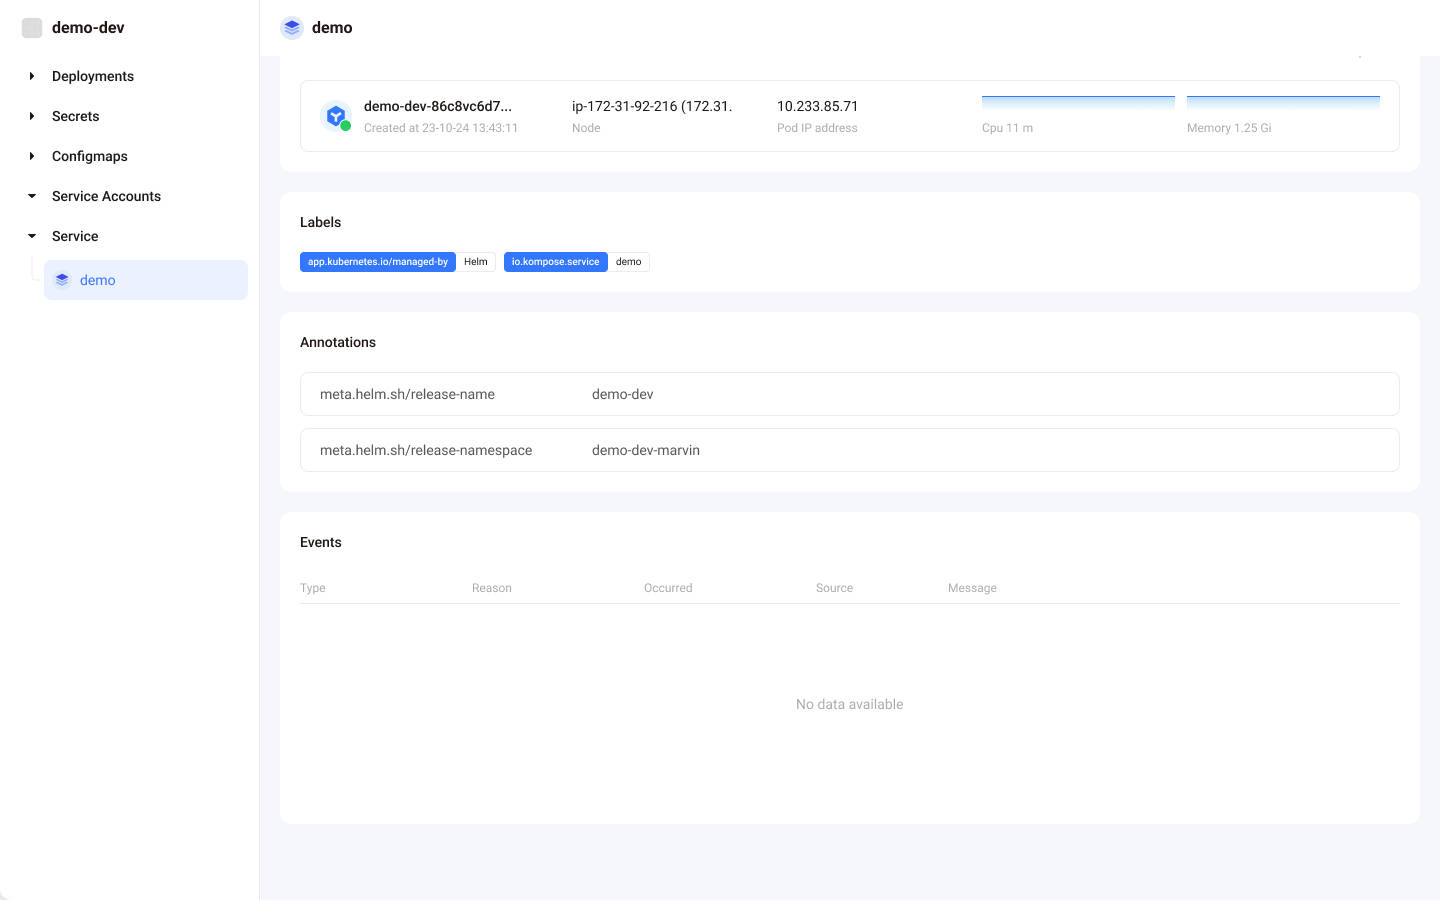 demo-dev
demo
Deployments
Secrets
Configmaps
Service Accounts
Service
demo
demo-dev-86c8vc6d7...
Created at 23-10-24 13:43:11
ip-172-31-92-216 (172.31.
Node
10.233.85.71
Pod IP address
Cpu 11 m
Memory 1.25 Gi
Labels
app.kubernetes.io/managed-by Helm io.kompose.service demo
Annotations
meta.helm.sh/release-name demo-dev
meta.helm.sh/release-namespace demo-dev-marvin
Events
Type Reason Occurred Source Message
No data available